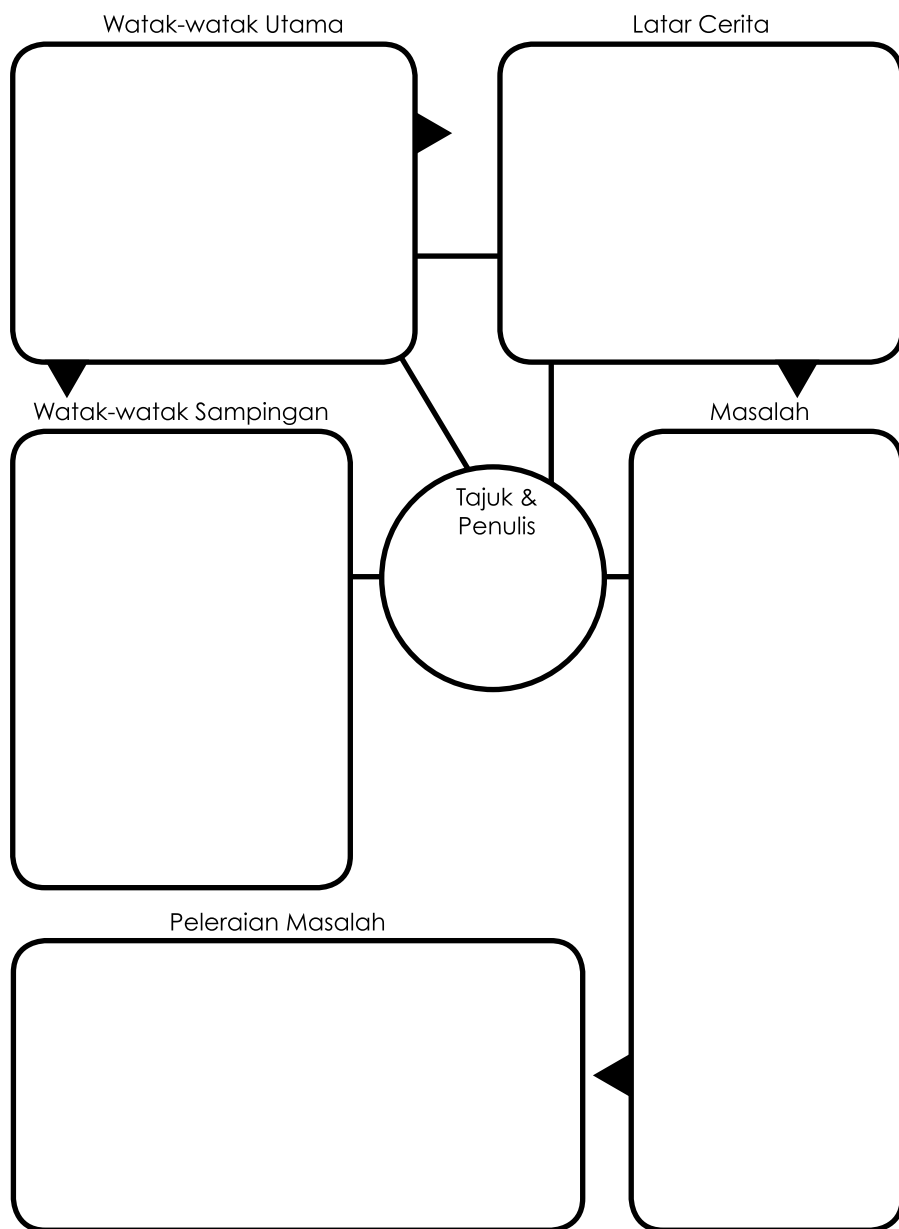 Watak-watak Utama
Latar Cerita
Watak-watak Sampingan
Masalah
Tajuk &
Penulis
Peleraian Masalah